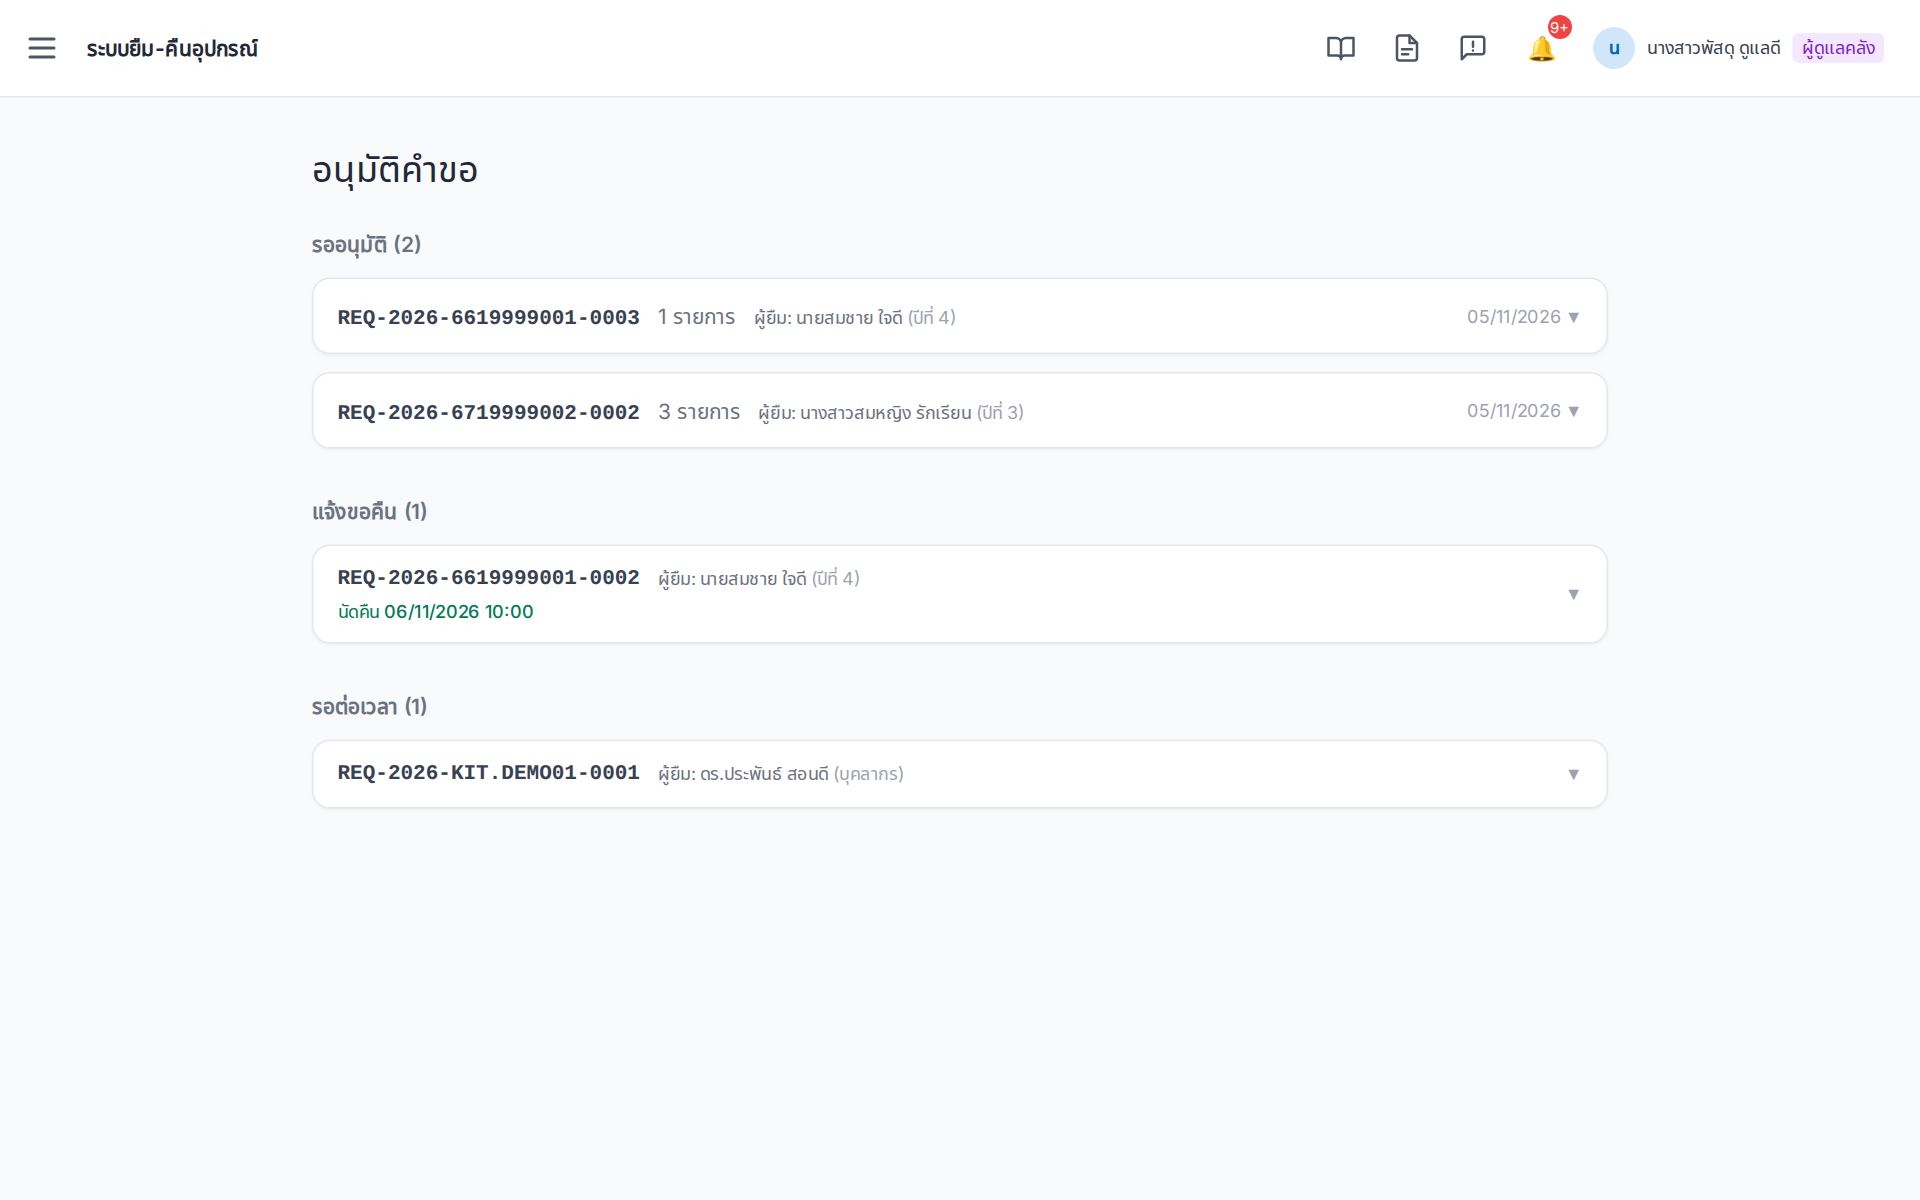 ระบบยืม-คืนอุปกรณ์
9+
น นางสาวพัสดุ ดูแลดี ผู้ดูแลคลัง
อนุมัติคำขอ
รออนุมัติ (2)
REQ-2026-6619999001-0003 1 รายการ ผู้ยืม: นายสมชาย ใจดี (ปีที่ 4) 05/11/2026 ▼
REQ-2026-6719999002-0002 3 รายการ ผู้ยืม: นางสาวสมหญิง รักเรียน (ปีที่ 3) 05/11/2026 ▼
แจ้งขอคืน (1)
REQ-2026-6619999001-0002 ผู้ยืม: นายสมชาย ใจดี (ปีที่ 4) ▼
นัดคืน 06/11/2026 10:00
รอต่อเวลา (1)
REQ-2026-KIT.DEMO01-0001 ผู้ยืม: ดร.ประพันธ์ สอนดี (บุคลากร) ▼